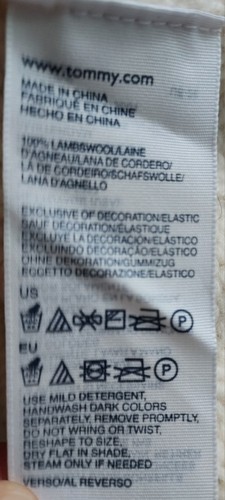 www.tommy.com
MADE IN CHINA
FABRIQUÉ EN CHINE
HECHO EN CHINA
100% LAMBSWOOL/LAINE
D'AGNEAU/LANA DE CORDERO/
LÃ DE CORDEIRO/SCHAFSWOLLE/
LANA D'AGNELLO
EXCLUSIVE OF DECORATION/ELASTIC
SAUF DÉCORATION/ÉLASTIQUE
EXCLUYE LA DECORACIÓN/ELÁSTICO
EXCLUINDO DECORAÇÃO/ELÁSTICO
OHNE DEKORATION/GUMMIZUG
ECCETTO DECORAZIONE/ELASTICO
US
P
EU
P
USE MILD DETERGENT,
HANDWASH DARK COLORS
SEPARATELY, REMOVE PROMPTLY,
DO NOT WRING OR TWIST,
RESHAPE TO SIZE,
DRY FLAT IN SHADE,
STEAM ONLY IF NEEDED
VERSO/AL REVERSO